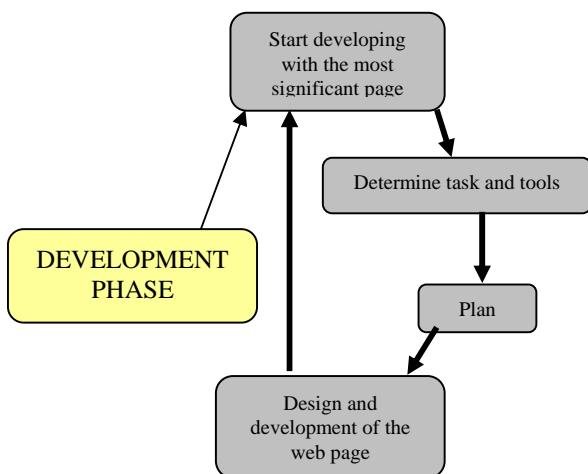 Start developing
with the most
significant page
Determine task and tools
DEVELOPMENT
PHASE
Plan
Design and
development of the
web page